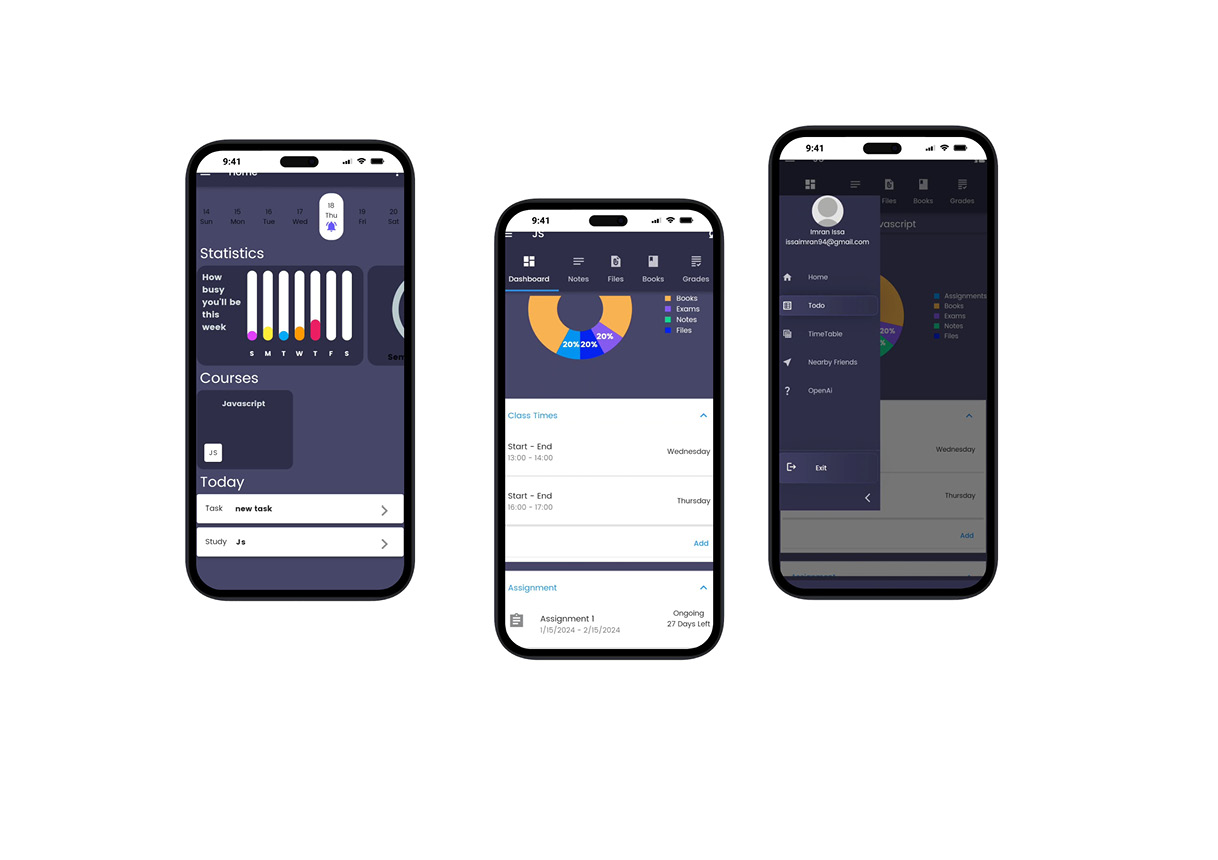 9:41
Home
14 15 16 17 18 19 20
Sun Mon Tue Wed Thu Fri Sat
Statistics
How
busy
you'll be
this
week
S M T W T F S
Sem
Courses
Javascript
JS
Today
Task new task
Study Js
9:41
JS
Dashboard Notes Files Books Grades
Books
Exams
Notes
Files
20% 20% 20%
Class Times
Start - End
13:00 - 14:00
Wednesday
Start - End
16:00 - 17:00
Thursday
Add
Assignment
Assignment 1
1/15/2024 - 2/15/2024
Ongoing
27 Days Left
9:41
JS
Files Books Grades
Imran Issa
issaimran94@gmail.com
vascript
Home
Todo
TimeTable
Nearby Friends
? OpenAi
Exit
Assignments
Books
Exams
Notes
Files
20%
%
Wednesday
Thursday
Add
Assignment